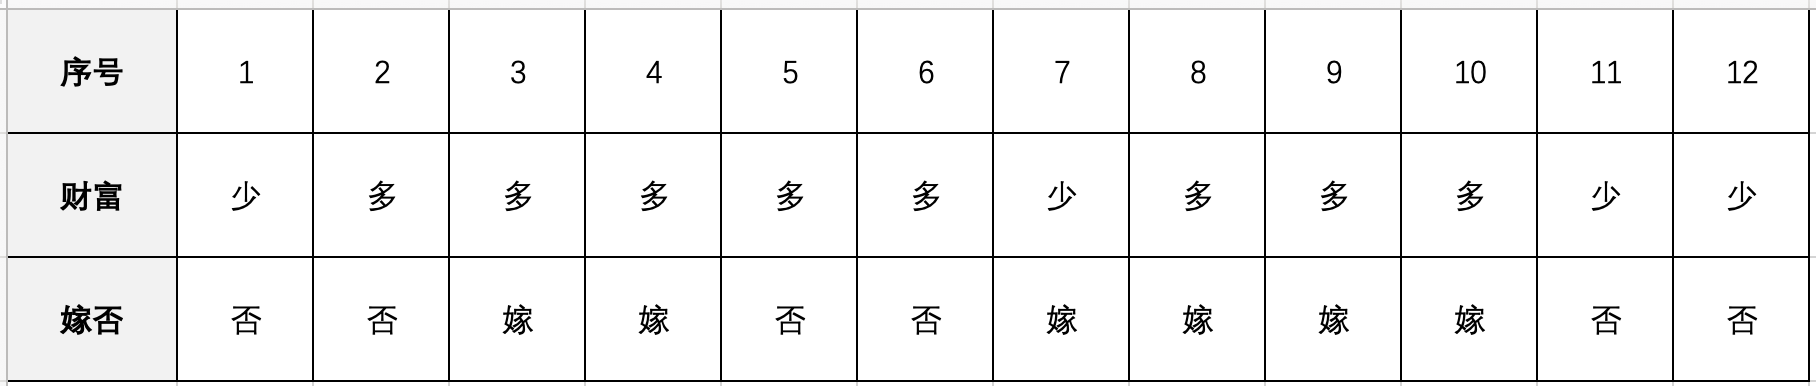 序号 1 2 3 4 5 6 7 8 9 10 11 12
财富 少 多 多 多 多 多 少 多 多 多 少 少
嫁否 否 否 嫁 嫁 否 否 嫁 嫁 嫁 嫁 否 否